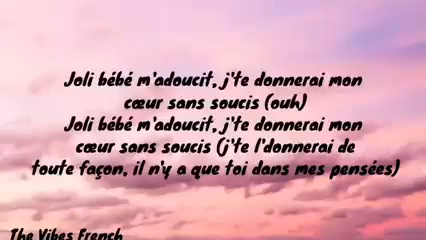 Joli bébé m'adoucit, j'te donnerai mon
cœur sans soucis (ouh)
Joli bébé m'adoucit, j'te donnerai mon
cœur sans soucis (j'te l'donnerai de
toute façon, il n'y a que toi dans mes pensées)
The Vibes French